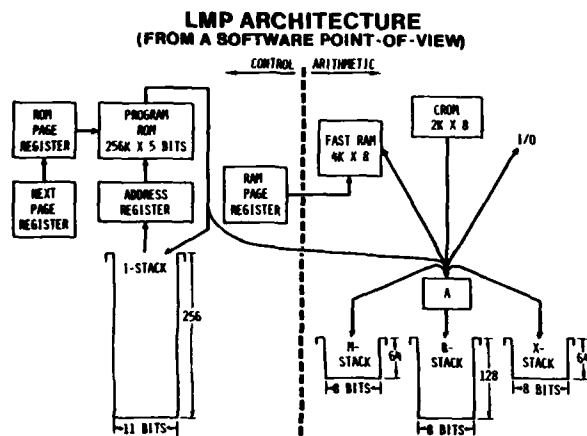 LMP ARCHITECTURE
(FROM A SOFTWARE POINT-OF-VIEW)
CONTROL
ARITHMETIC
ROM
PAGE
REGISTER
PROGRAM
ROM
256K X 5 BITS
NEXT
PAGE
REGISTER
ADDRESS
REGISTER
RAM
PAGE
REGISTER
FAST RAM
4K X 8
CROM
2K X 8
I/O
I-STACK
256
11 BITS
A
M-
STACK
64
8 BITS
R-
STACK
128
8 BITS
X-
STACK
64
8 BITS